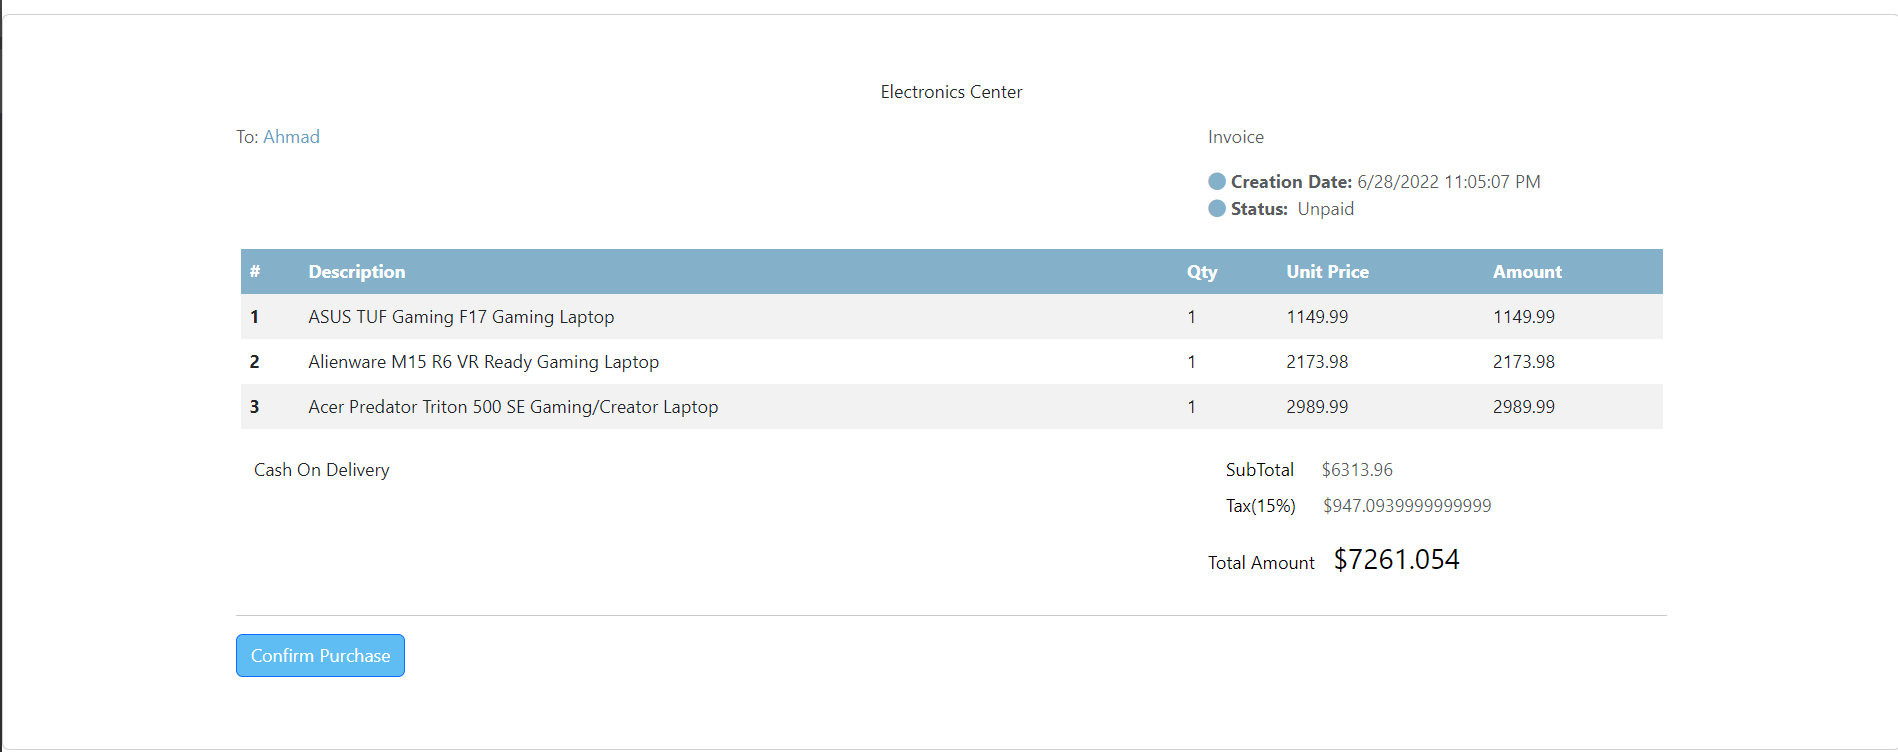 Electronics Center
To: Ahmad
Invoice
Creation Date: 6/28/2022 11:05:07 PM
Status: Unpaid
# Description Qty Unit Price Amount
1 ASUS TUF Gaming F17 Gaming Laptop 1 1149.99 1149.99
2 Alienware M15 R6 VR Ready Gaming Laptop 1 2173.98 2173.98
3 Acer Predator Triton 500 SE Gaming/Creator Laptop 1 2989.99 2989.99
Cash On Delivery
SubTotal $6313.96
Tax(15%) $947.0939999999999
Total Amount $7261.054
Confirm Purchase